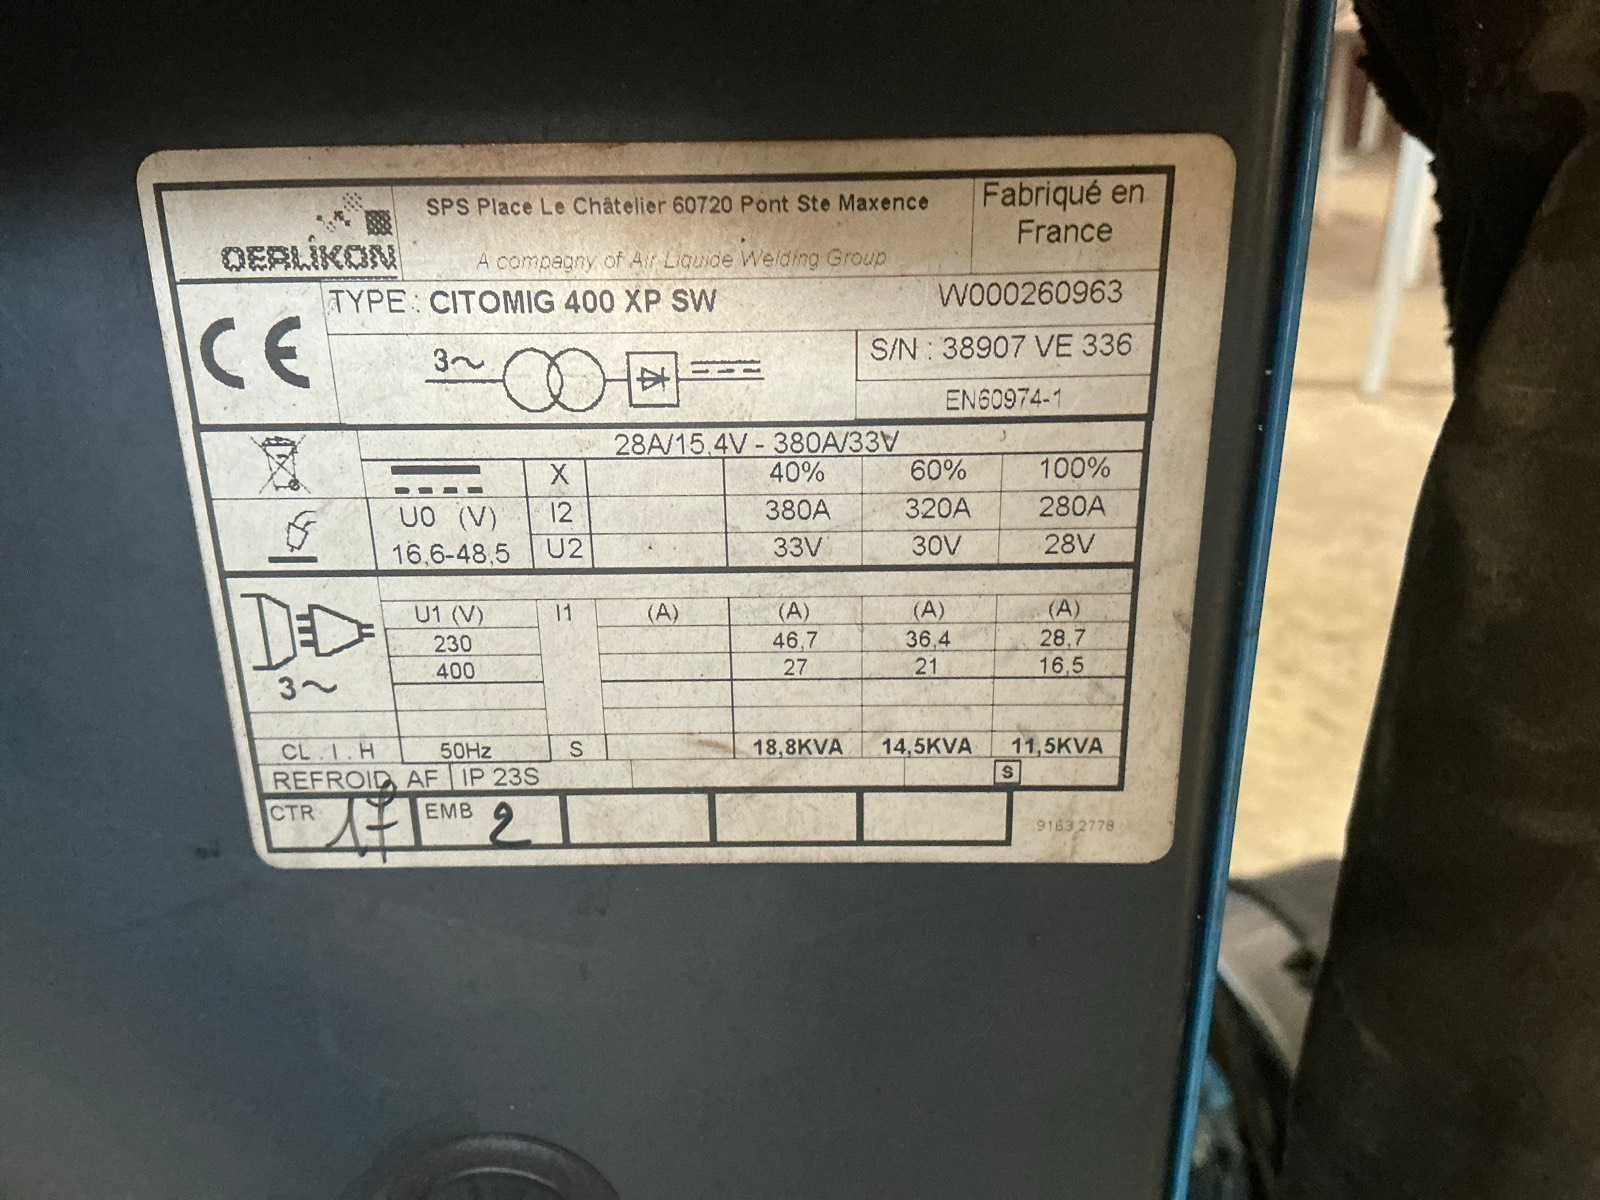 OERLIKON
SPS Place Le Châtelier 60720 Pont Ste Maxence
A compagny of Air Liquide Welding Group
Fabriqué en
France
TYPE : CITOMIG 400 XP SW
W000260963
CE
3~
S/N : 38907 VE 336
EN60974-1
28A/15,4V - 380A/33V
X 40% 60% 100%
U0 (V) I2 380A 320A 280A
16,6-48,5 U2 33V 30V 28V
U1 (V) I1 (A) (A) (A) (A)
230 46,7 36,4 28,7
400 27 21 16,5
3~
CL . I . H 50Hz S 18,8KVA 14,5KVA 11,5KVA
REFROID AF IP 23S S
CTR 17 EMB 2
9163 2778